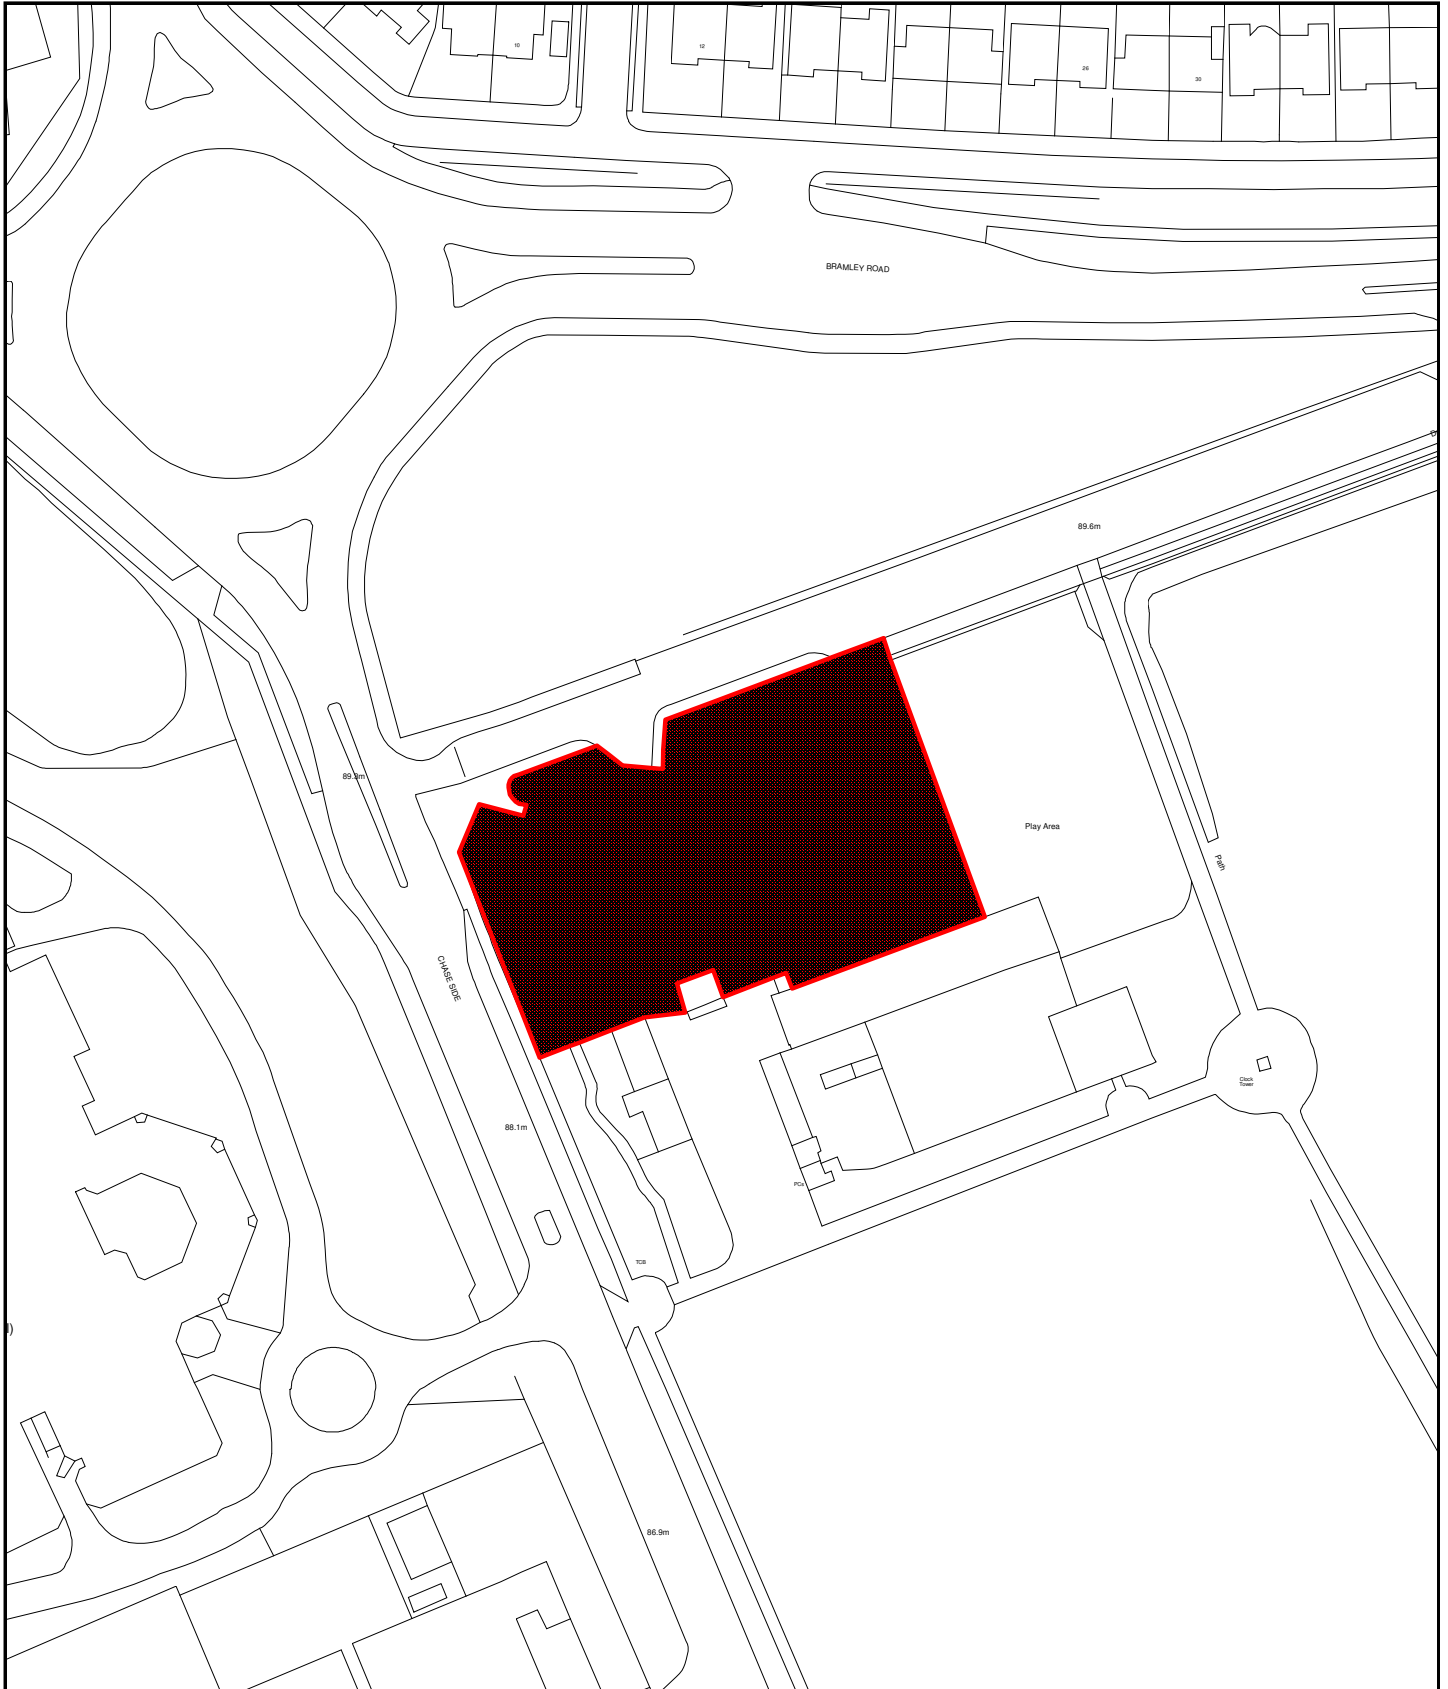 10
12
26
30
BRAMLEY ROAD
89.6m
89.3m
Play Area
Path
CHASE SIDE
Clock
Tower
88.1m
PCs
TCB
86.9m